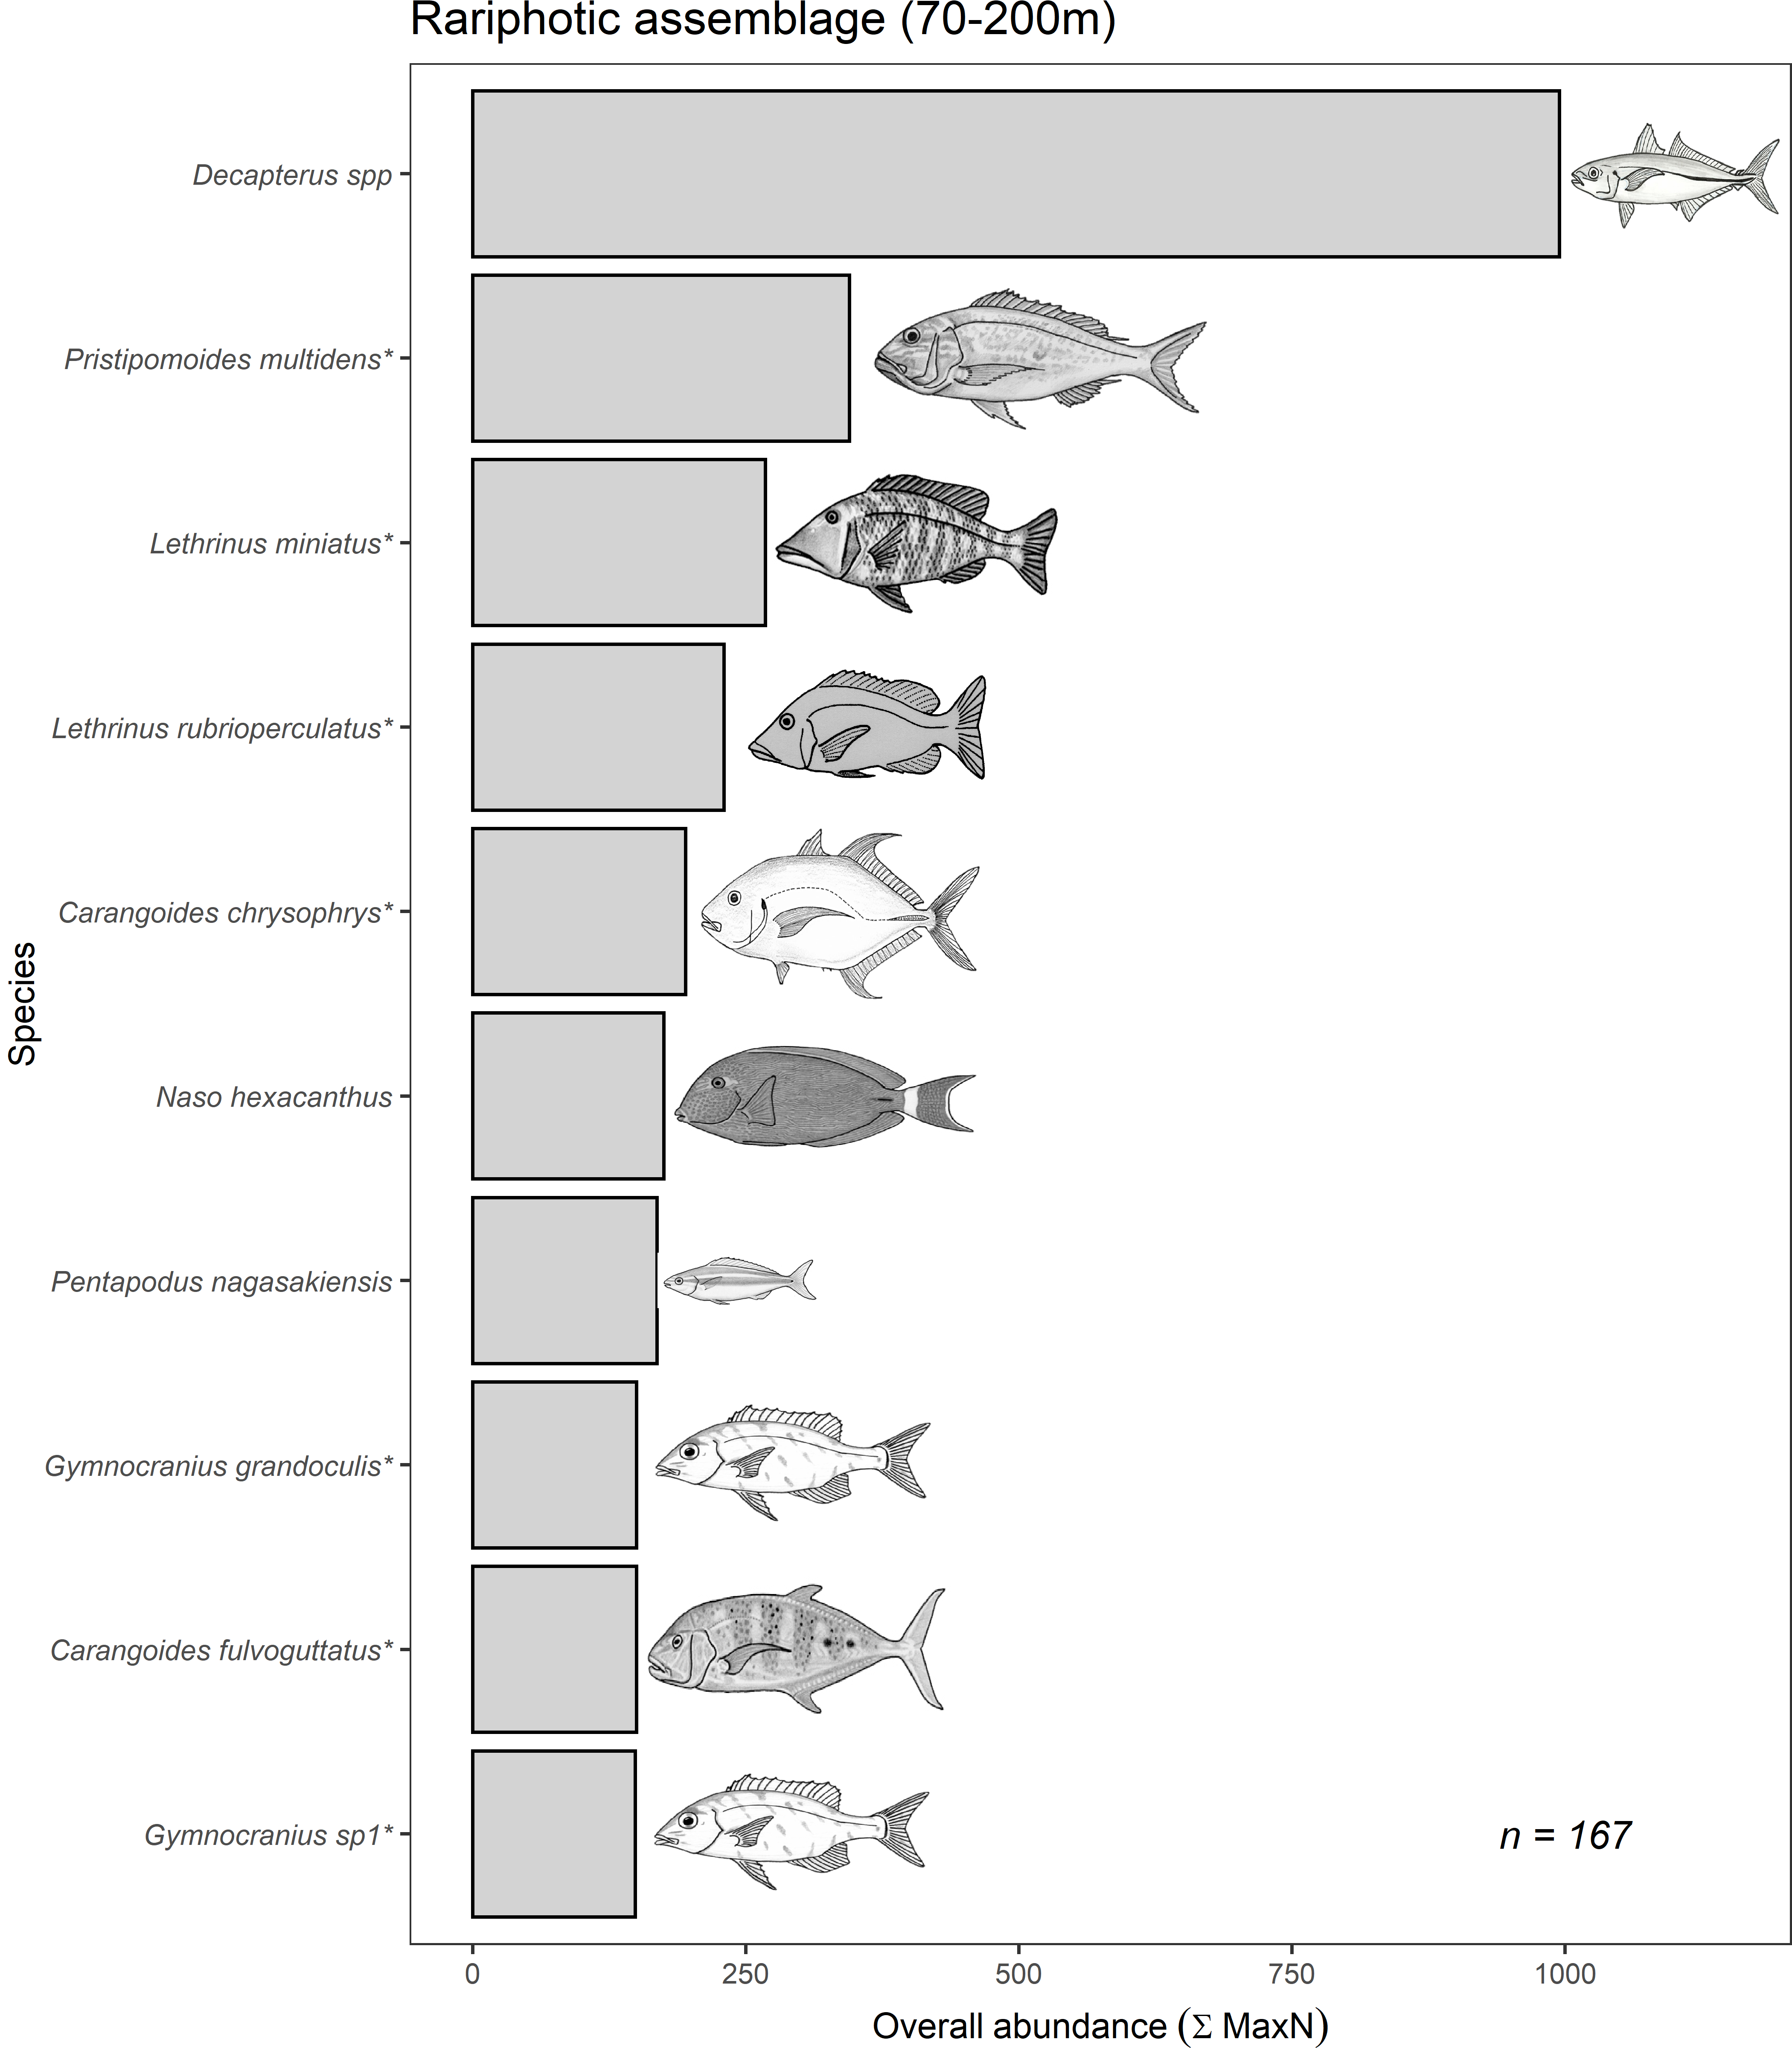 Rariphotic assemblage (70-200m)
Decapterus spp
Pristipomoides multidens*
Lethrinus miniatus*
Lethrinus rubrioperculatus*
Carangoides chrysophrys*
Species
Naso hexacanthus
Pentapodus nagasakiensis
Gymnocranius grandoculis*
Carangoides fulvoguttatus*
Gymnocranius sp1*
n = 167
0 250 500 750 1000
Overall abundance (Σ MaxN)